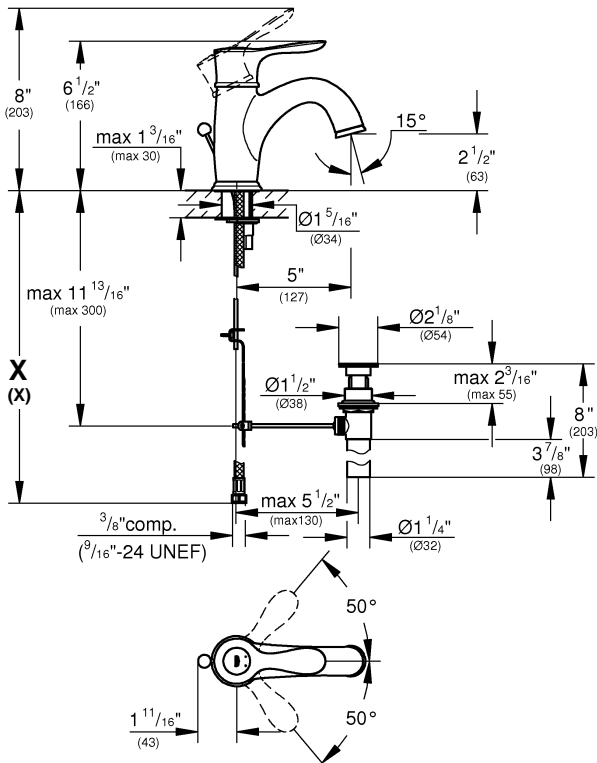 8"
(203)
6 1/2"
(166)
max 1 3/16"
(max 30)
15°
2 1/2"
(63)
Ø1 5/16"
(Ø34)
5"
(127)
max 11 13/16"
(max 300)
Ø2 1/8"
(Ø54)
X
(X)
Ø1 1/2"
(Ø38)
max 2 3/16"
(max 55)
8"
(203)
3 7/8"
(98)
max 5 1/2"
(max130)
3/8"comp.
(9/16"-24 UNEF)
Ø1 1/4"
(Ø32)
50°
50°
1 11/16"
(43)